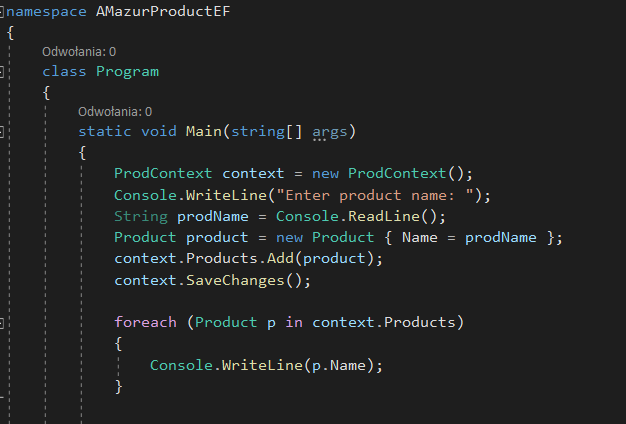 namespace AMazurProductEF
{
Odwołania: 0
class Program
{
Odwołania: 0
static void Main(string[] args)
{
ProdContext context = new ProdContext();
Console.WriteLine("Enter product name: ");
String prodName = Console.ReadLine();
Product product = new Product { Name = prodName };
context.Products.Add(product);
context.SaveChanges();
foreach (Product p in context.Products)
{
Console.WriteLine(p.Name);
}